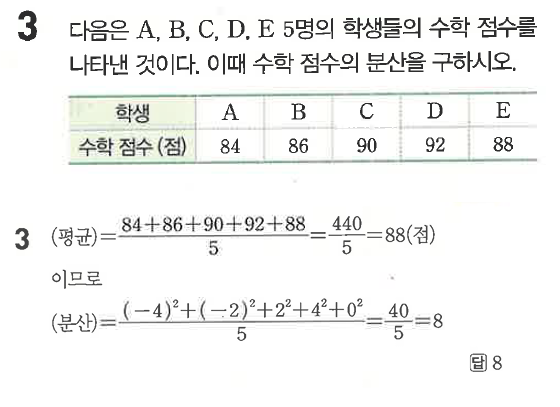 3 다음은 A, B, C, D, E 5명의 학생들의 수학 점수를
나타낸 것이다. 이때 수학 점수의 분산을 구하시오.
학생 A B C D E
수학 점수 (점) 84 86 90 92 88
3 (평균)=\frac{84+86+90+92+88}{5}=\frac{440}{5}=88(점)
이므로
(분산)=\frac{(-4)²+(-2)²+2²+4²+0²}{5}=\frac{40}{5}=8
답 8